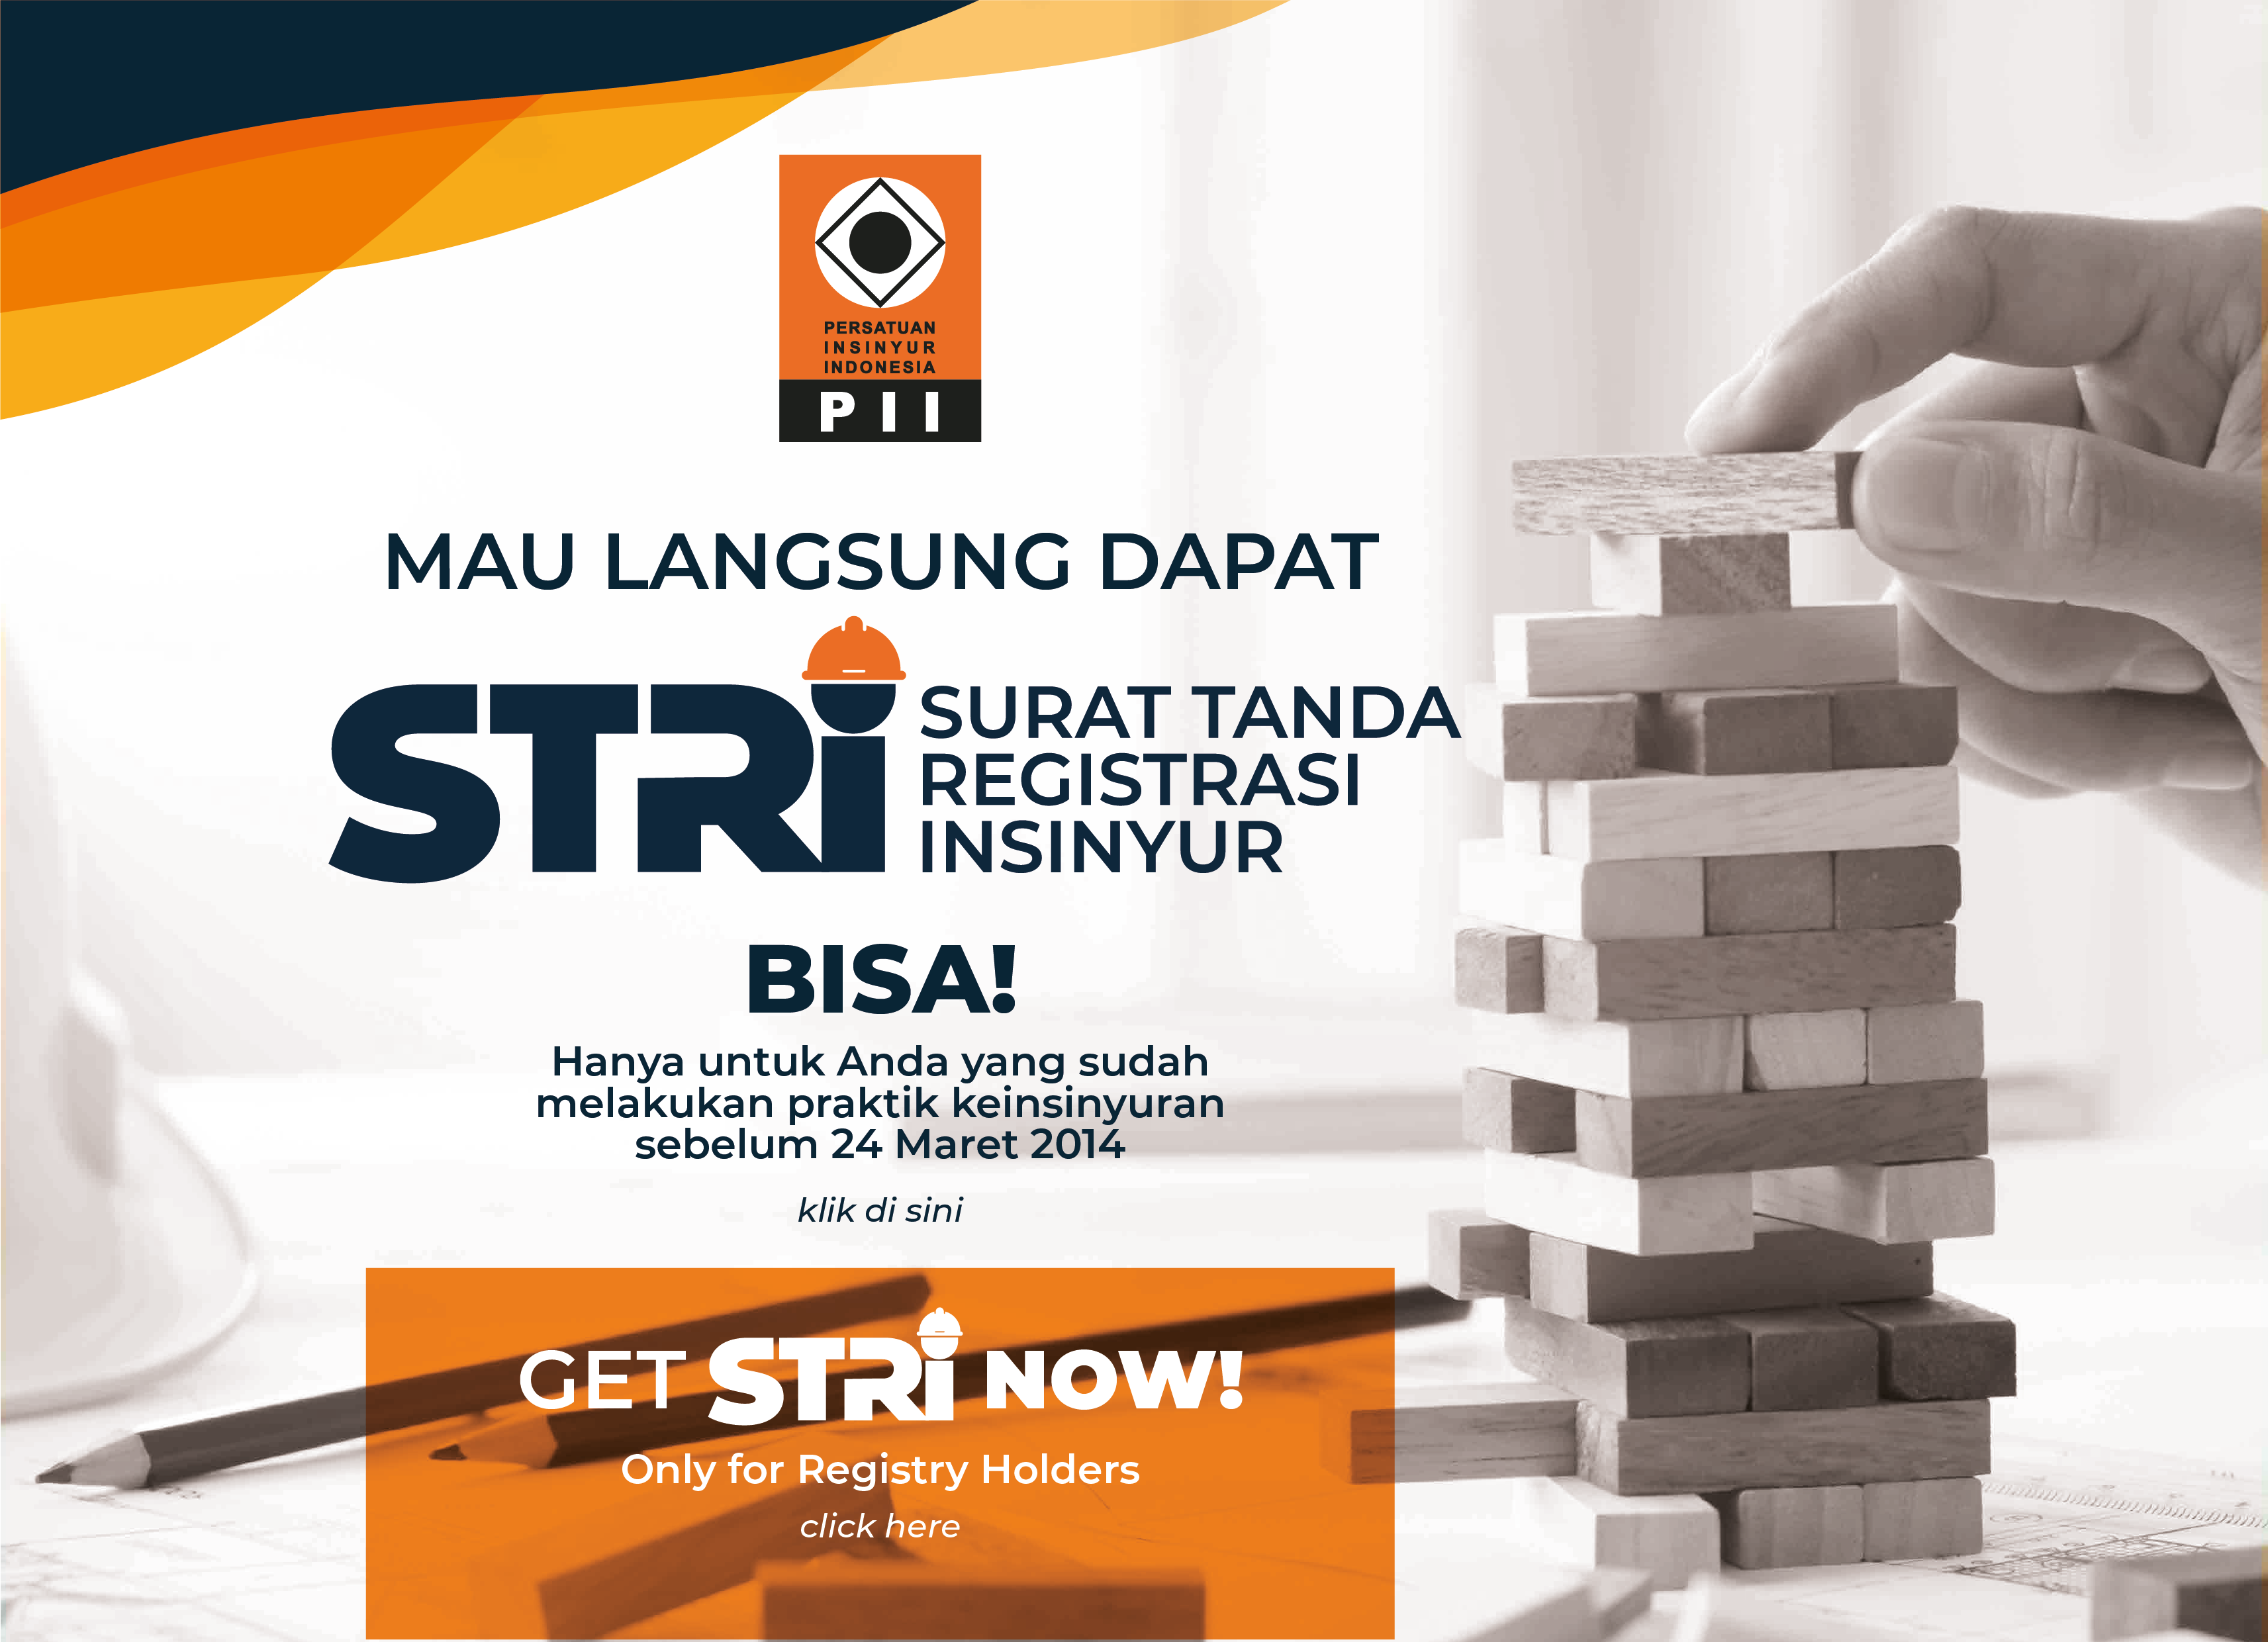 PERSATUAN
INSINYUR
INDONESIA
PII
MAU LANGSUNG DAPAT
STRi
SURAT TANDA
REGISTRASI
INSINYUR
BISA!
Hanya untuk Anda yang sudah
melakukan praktik keinsinyuran
sebelum 24 Maret 2014
klik di sini
GET STRi NOW!
Only for Registry Holders
click here